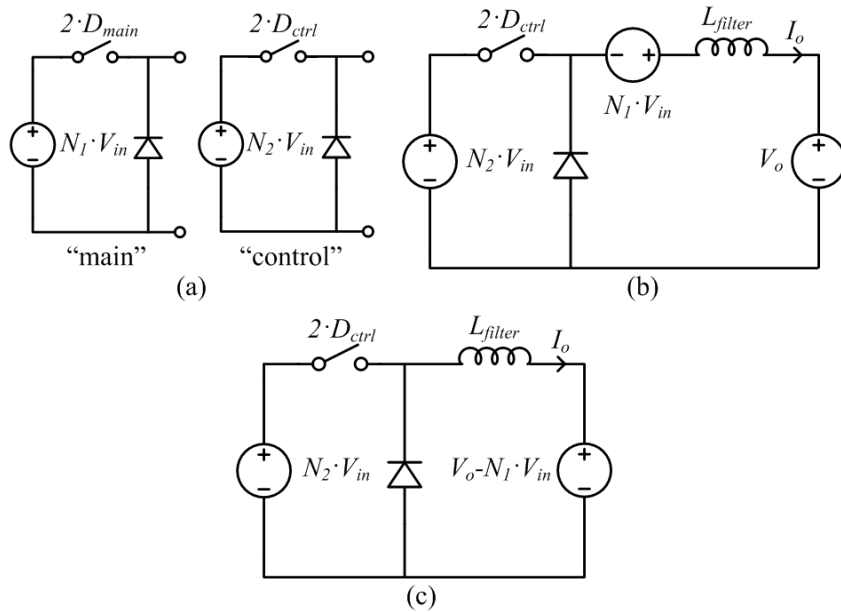 2·D_main
2·D_ctrl
N_1·V_in
N_2·V_in
+
−
+
−
“main”
“control”
(a)
2·D_ctrl
−
+
N_1·V_in
L_filter
I_o
+
−
N_2·V_in
V_o
+
−
(b)
2·D_ctrl
L_filter
I_o
+
−
N_2·V_in
V_o-N_1·V_in
+
−
(c)